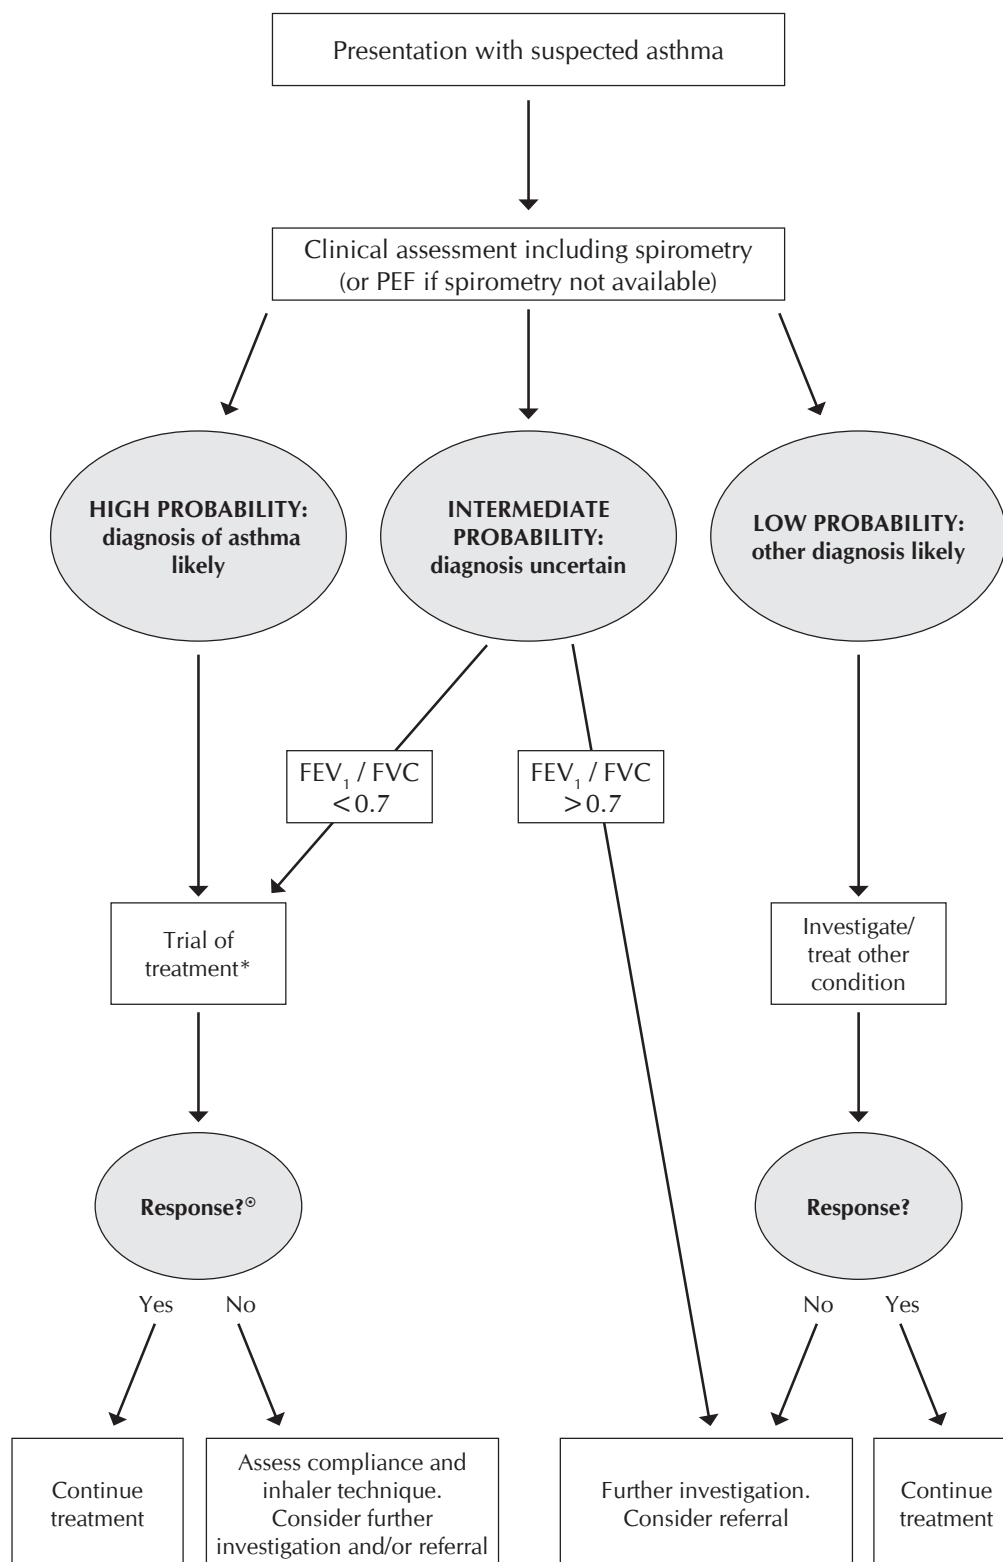 Presentation with suspected asthma
Clinical assessment including spirometry
(or PEF if spirometry not available)
HIGH PROBABILITY:
diagnosis of asthma
likely
INTERMEDIATE
PROBABILITY:
diagnosis uncertain
LOW PROBABILITY:
other diagnosis likely
FEV₁ / FVC
<0.7
FEV₁ / FVC
>0.7
Trial of
treatment*
Investigate/
treat other
condition
Response?⊙
Response?
Yes
No
No
Yes
Continue
treatment
Assess compliance and
inhaler technique.
Consider further
investigation and/or referral
Further investigation.
Consider referral
Continue
treatment